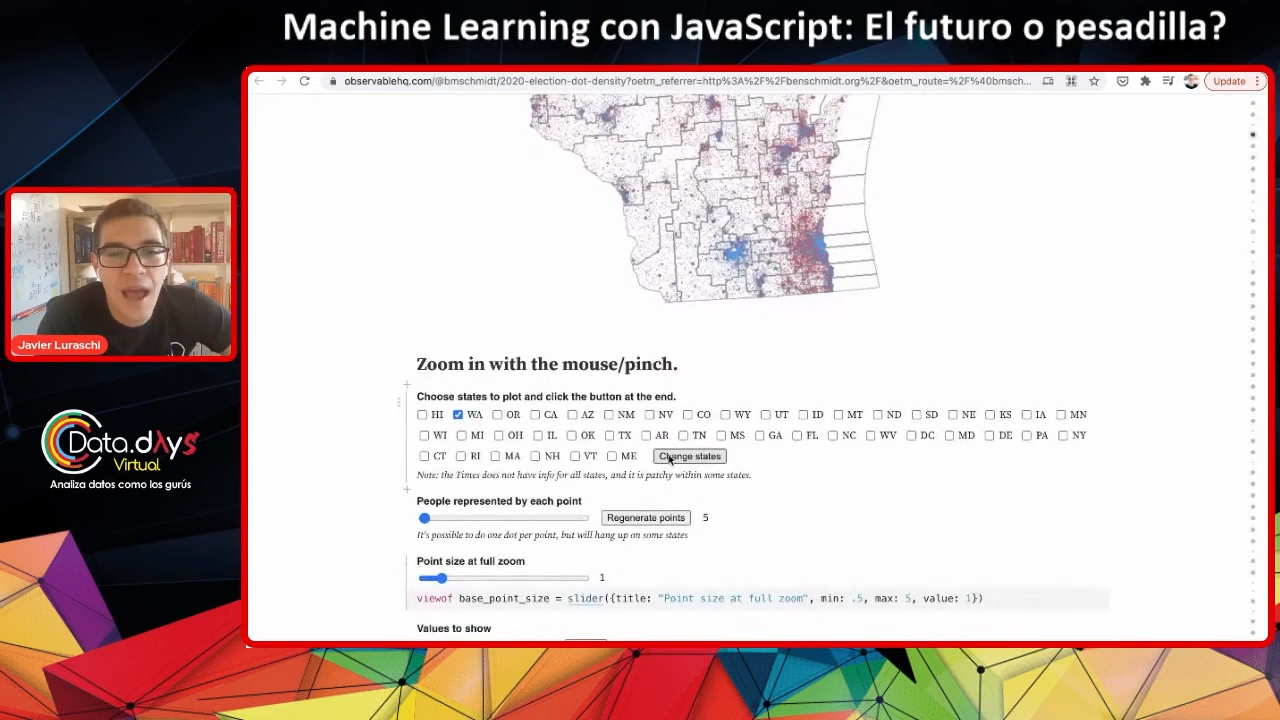 Machine Learning con JavaScript: El futuro o pesadilla?
observablehq.com/@bmschmidt/2020-election-dot-density?oetm_referrer=http%3A%2F%2Fbenschmidt.org%2F&oetm_route=%2F%40bmsch...
Update
Javier Luraschi
Data.dAys
Virtual
Analiza datos como los gurús
Zoom in with the mouse/pinch.
Choose states to plot and click the button at the end.
HI WA OR CA AZ NM NV CO WY UT ID MT ND SD NE KS IA MN
WI MI OH IL OK TX AR TN MS GA FL NC WV DC MD DE PA NY
CT RI MA NH VT ME Change states
Note: the Times does not have info for all states, and it is patchy within some states.
People represented by each point
Regenerate points 5
It's possible to do one dot per point, but will hang up on some states
Point size at full zoom
1
viewof base_point_size = slider({title: "Point size at full zoom", min: .5, max: 5, value: 1})
Values to show